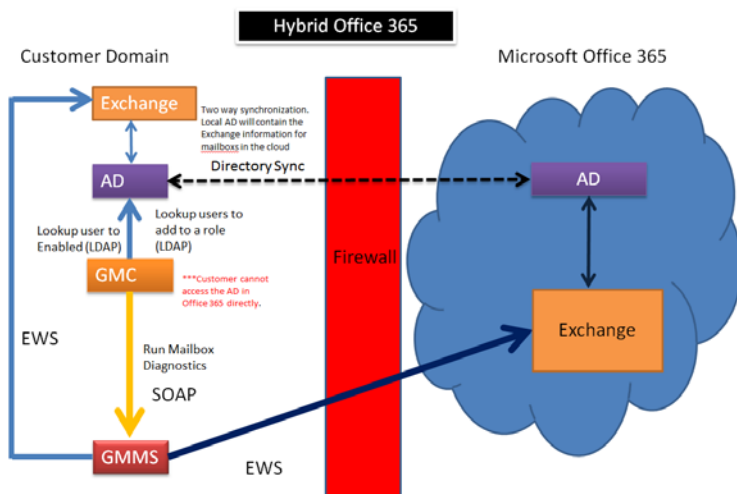 Hybrid Office 365
Customer Domain
Microsoft Office 365
Exchange
Two way synchronization.
Local AD will contain the
Exchange information for
mailboxs in the cloud
Directory Sync
AD
AD
Lookup user to
Enabled (LDAP)
Lookup users to
add to a role
(LDAP)
Firewall
GMC
***Customer cannot
access the AD in
Office 365 directly.
Exchange
EWS
Run Mailbox
Diagnostics
SOAP
GMMS
EWS